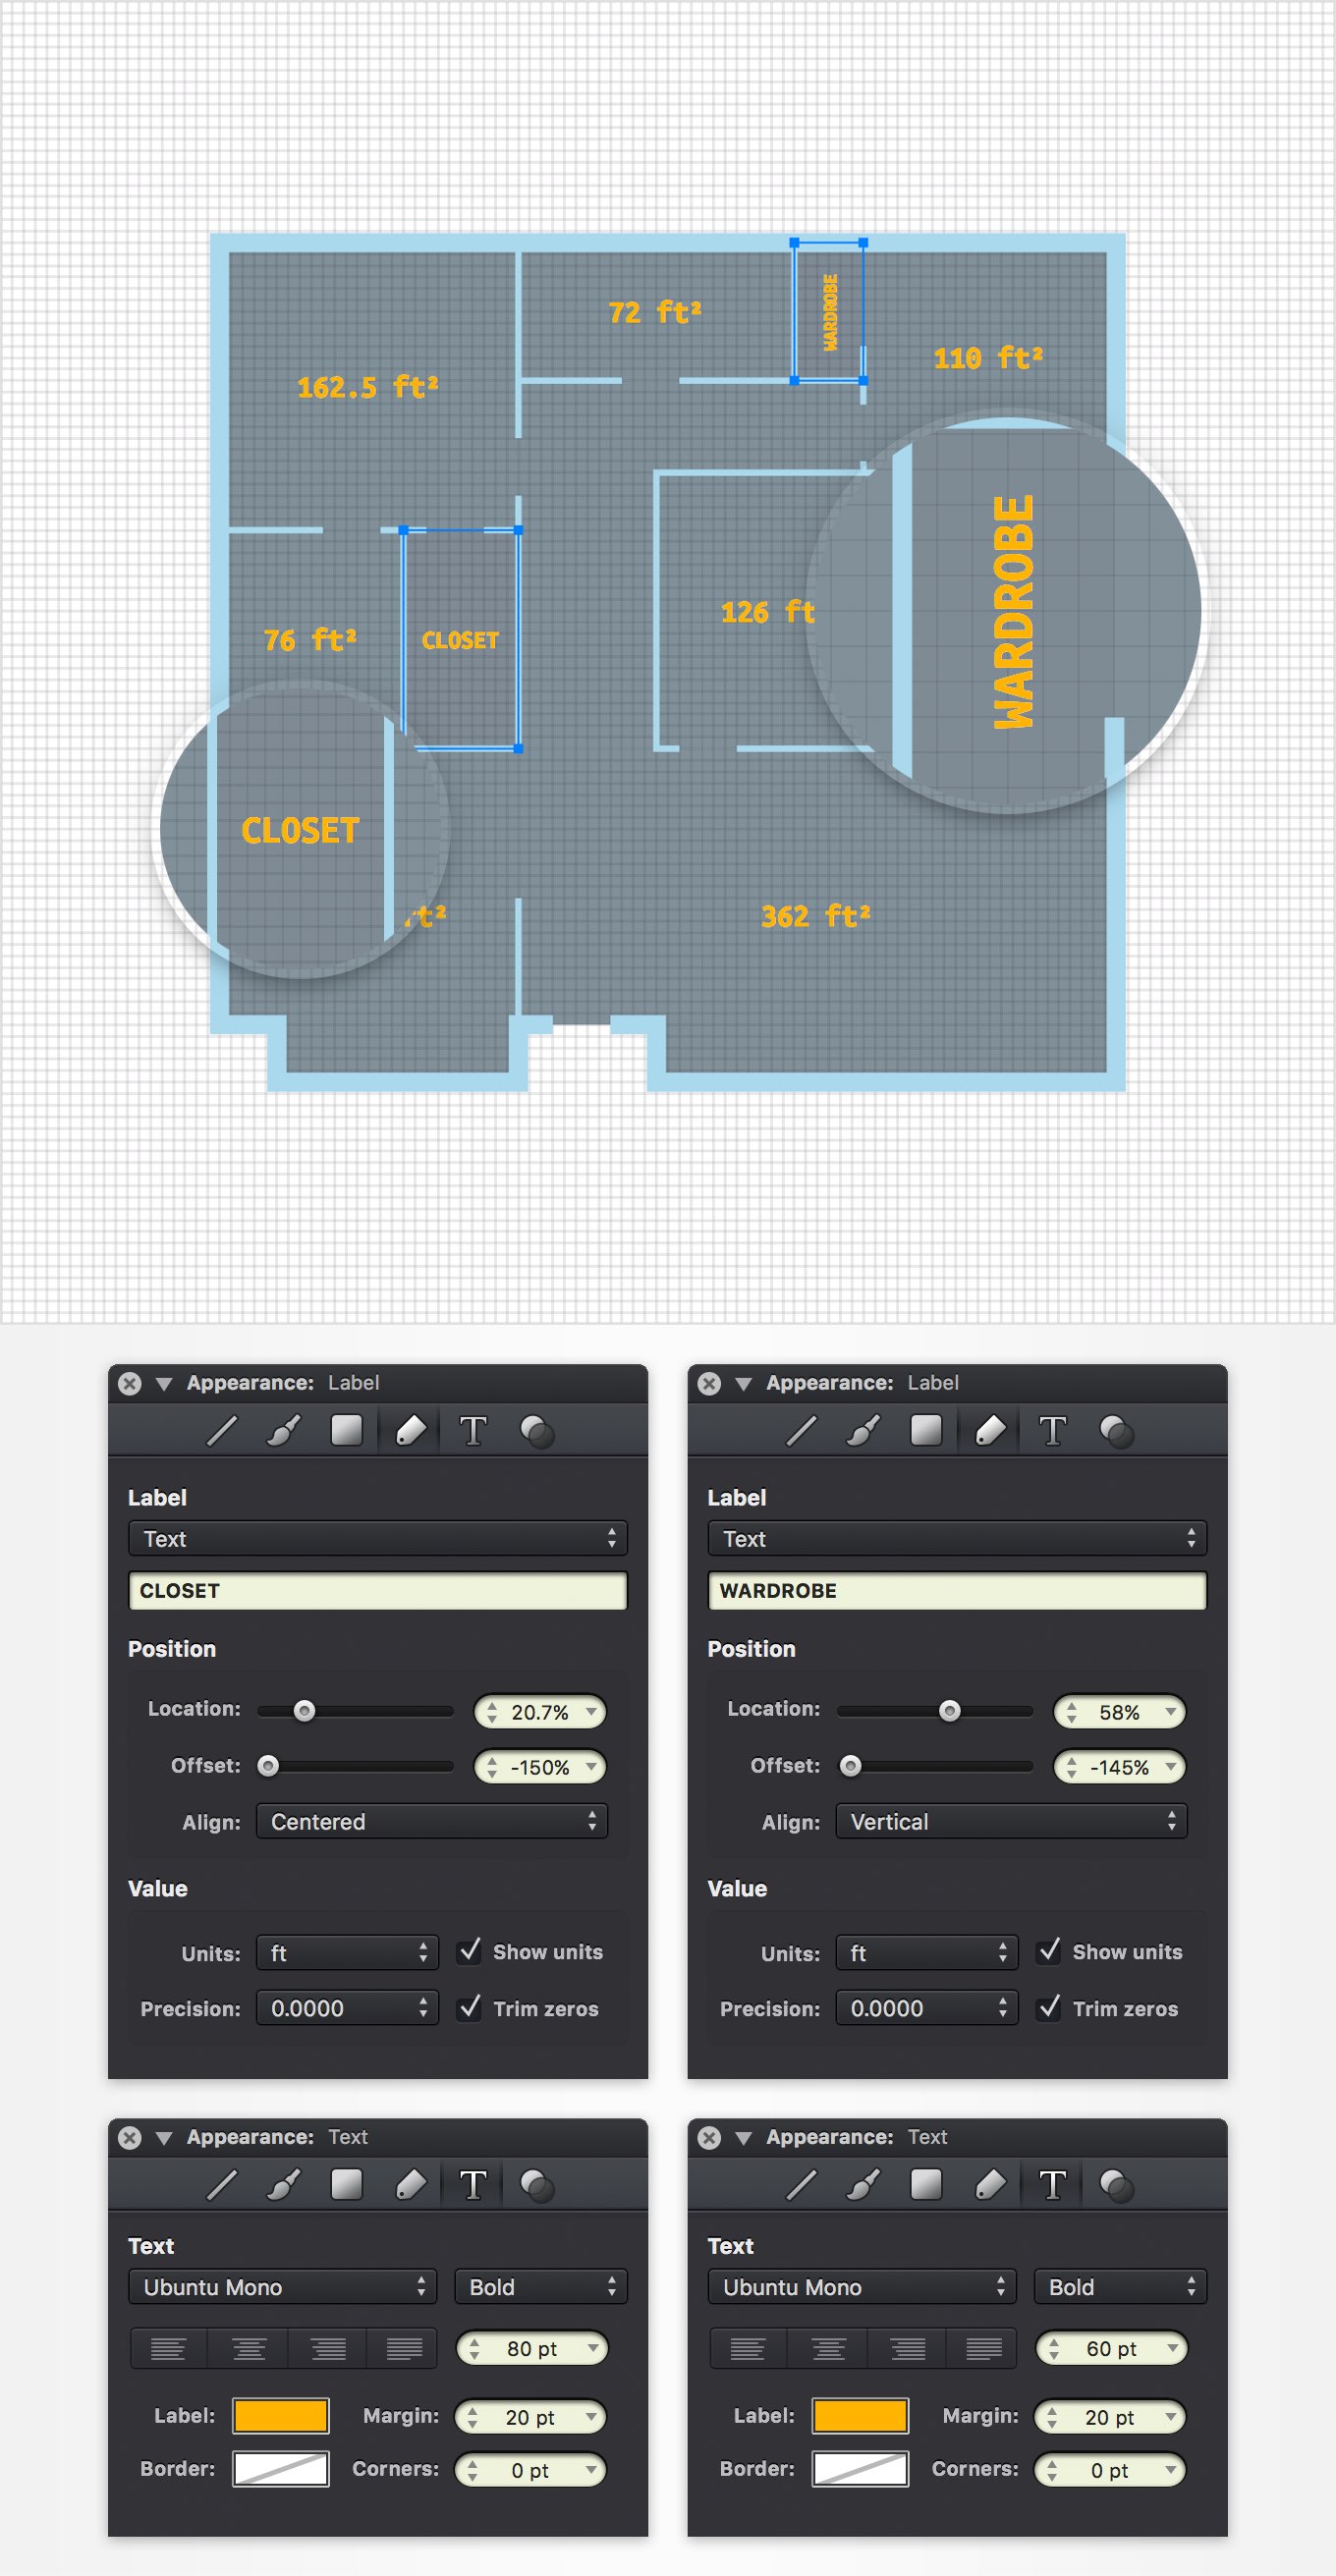 72 ft²
WARDROBE
110 ft²
162.5 ft²
WARDROBE
126 ft
76 ft²
CLOSET
CLOSET
362 ft²
Appearance: Label
Label
Text
CLOSET
Position
Location: 20.7%
Offset: -150%
Align: Centered
Value
Units: ft Show units
Precision: 0.0000 Trim zeros
Appearance: Label
Label
Text
WARDROBE
Position
Location: 58%
Offset: -145%
Align: Vertical
Value
Units: ft Show units
Precision: 0.0000 Trim zeros
Appearance: Text
T
Text
Ubuntu Mono Bold
80 pt
Label: Margin: 20 pt
Border: Corners: 0 pt
Appearance: Text
T
Text
Ubuntu Mono Bold
60 pt
Label: Margin: 20 pt
Border: Corners: 0 pt